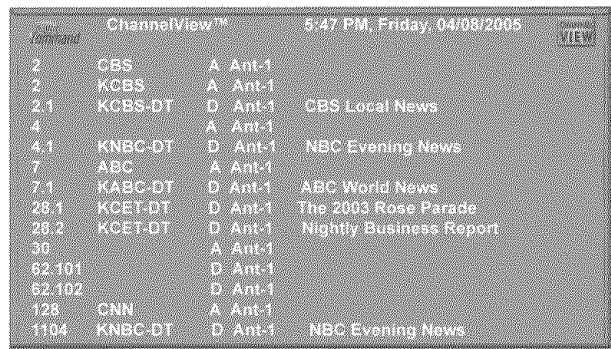 ChannelView™ 5:47 PM, Friday, 04/08/2005
Command
VIEW
2 CBS A Ant-1
2 KCBS A Ant-1
2.1 KCBS-DT D Ant-1 CBS Local News
4 A Ant-1
4.1 KNBC-DT D Ant-1 NBC Evening News
7 ABC A Ant-1
7.1 KABC-DT D Ant-1 ABC World News
28.1 KCET-DT D Ant-1 The 2003 Rose Parade
28.2 KCET-DT D Ant-1 Nightly Business Report
30 A Ant-1
62.101 D Ant-1
62.102 D Ant-1
128 CNN A Ant-1
1104 KNBC-DT D Ant-1 NBC Evening News